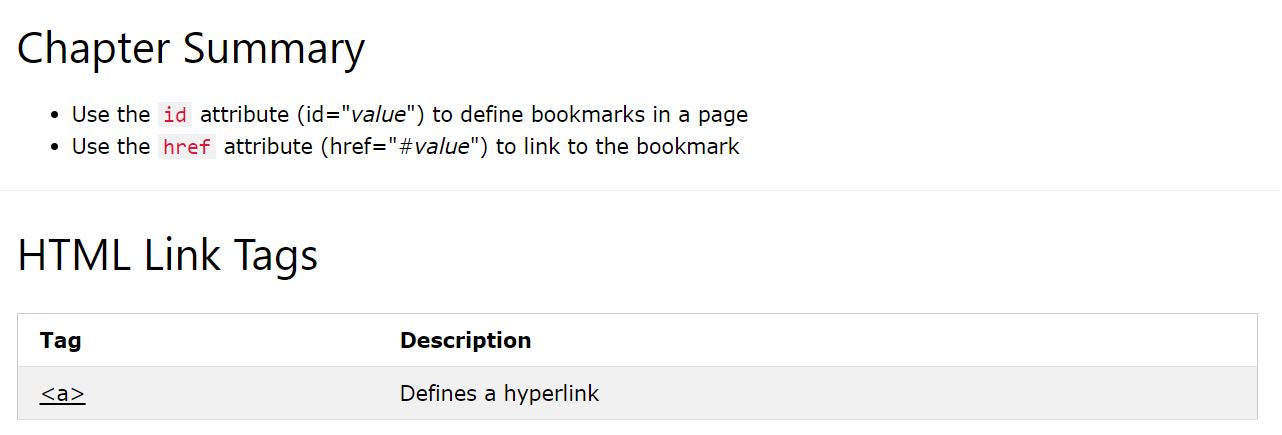 Chapter Summary
• Use the id attribute (id="value") to define bookmarks in a page
• Use the href attribute (href="#value") to link to the bookmark
HTML Link Tags
Tag Description
<a> Defines a hyperlink